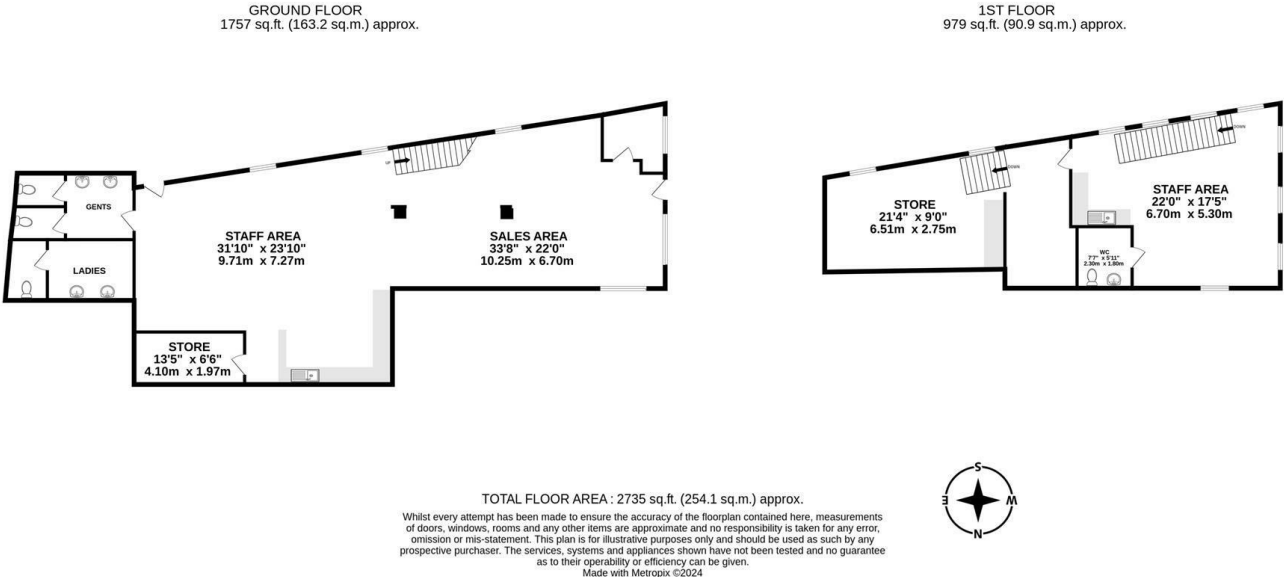 GROUND FLOOR
1757 sq.ft. (163.2 sq.m.) approx.
1ST FLOOR
979 sq.ft. (90.9 sq.m.) approx.
UP
GENTS
LADIES
STAFF AREA
31'10" x 23'10"
9.71m x 7.27m
SALES AREA
33'8" x 22'0"
10.25m x 6.70m
STORE
13'5" x 6'6"
4.10m x 1.97m
DOWN
DOWN
STORE
21'4" x 9'0"
6.51m x 2.75m
STAFF AREA
22'0" x 17'5"
6.70m x 5.30m
WC
7'7" x 5'11"
2.30m x 1.80m
S
E
W
N
TOTAL FLOOR AREA : 2735 sq.ft. (254.1 sq.m.) approx.
Whilst every attempt has been made to ensure the accuracy of the floorplan contained here, measurements
of doors, windows, rooms and any other items are approximate and no responsibility is taken for any error,
omission or mis-statement. This plan is for illustrative purposes only and should be used as such by any
prospective purchaser. The services, systems and appliances shown have not been tested and no guarantee
as to their operability or efficiency can be given.
Made with Metropix ©2024